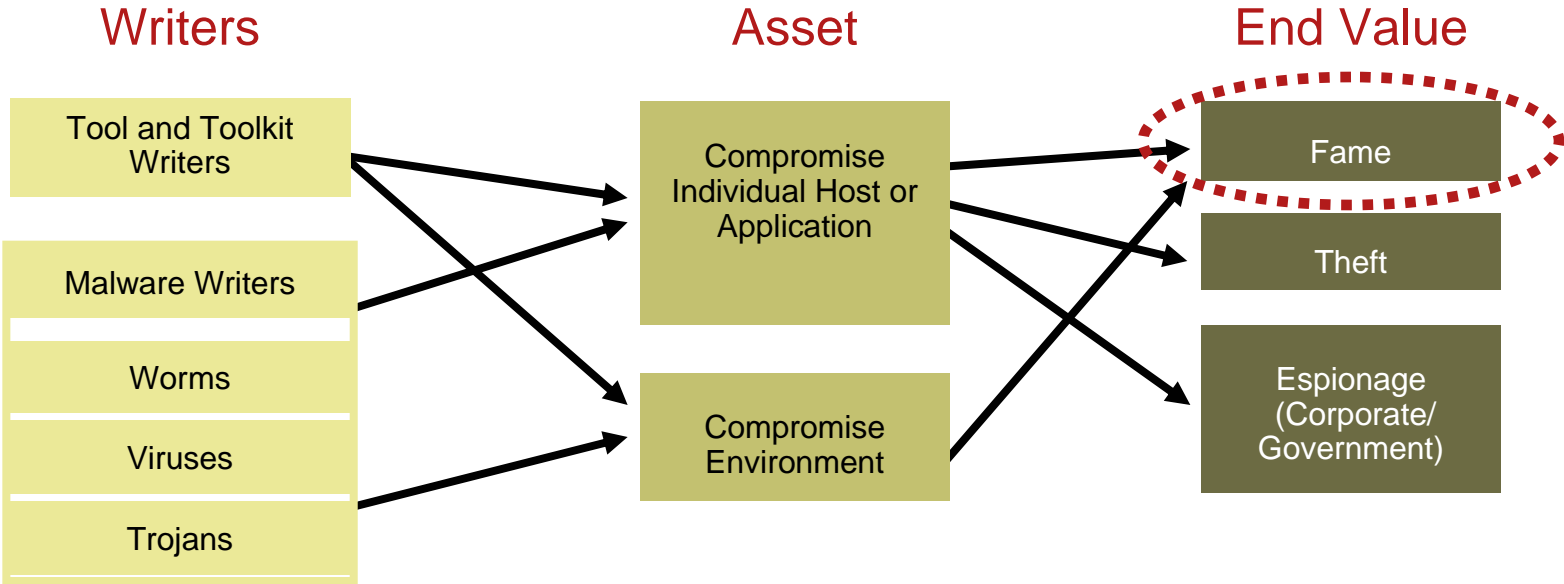 Writers
Asset
End Value
Tool and Toolkit
Writers
Malware Writers
Worms
Viruses
Trojans
Compromise
Individual Host or
Application
Compromise
Environment
Fame
Theft
Espionage
(Corporate/
Government)